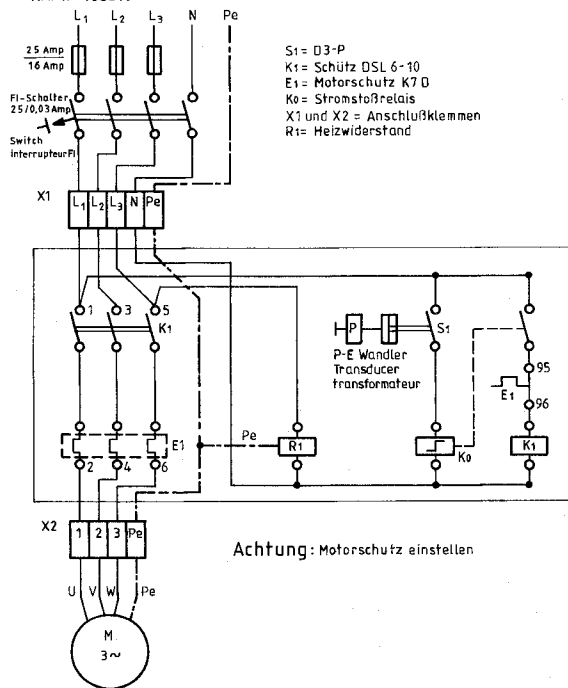 L1 L2 L3 N Pe
25 Amp
16 Amp
FI-Schalter
25/0,03 Amp
Switch
interrupteur FI
S1 = D3-P
K1 = Schütz DSL 6-10
E1 = Motorschutz K7D
K0 = Stromstoßrelais
X1 und X2 = Anschlußklemmen
R1 = Heizwiderstand
X1
L1 L2 L3 N Pe
1 3 5
K1
P
S1
P-E Wandler
Transducer
transformateur
95
E1
96
E1
Pe
R1
K0
K1
2 4 6
X2
1 2 3 Pe
Achtung: Motorschutz einstellen
U V W Pe
M
3~